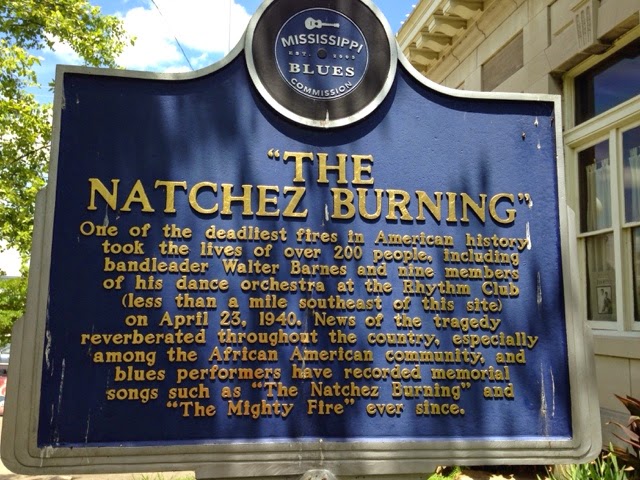 MISSISSIPPI
BLUES
COMMISSION
"THE
NATCHEZ BURNING"
One of the deadliest fires in American history
took the lives of over 200 people, including
bandleader Walter Barnes and nine members
of his dance orchestra at the Rhythm Club
(less than a mile southeast of this site)
on April 23, 1940. News of the tragedy
reverberated throughout the country, especially
among the African American community, and
blues performers have recorded memorial
songs such as "The Natchez Burning" and
"The Mighty Fire" ever since.